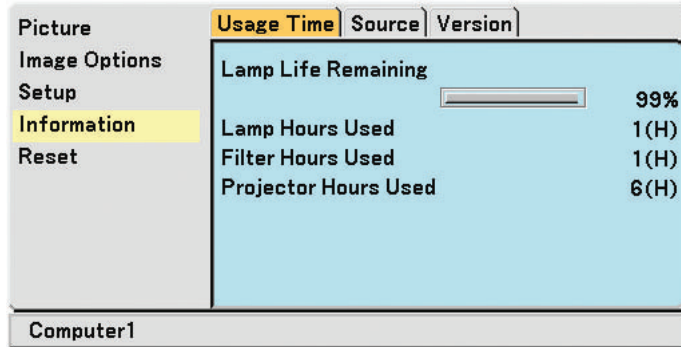 Picture
Image Options
Setup
Information
Reset
Usage Time Source Version
Lamp Life Remaining
99%
Lamp Hours Used 1(H)
Filter Hours Used 1(H)
Projector Hours Used 6(H)
Computer1